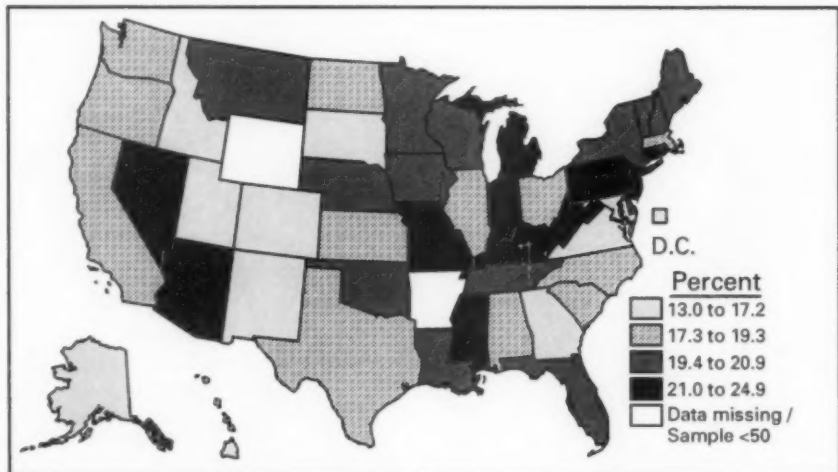 D.C.
Percent
13.0 to 17.2
17.3 to 19.3
19.4 to 20.9
21.0 to 24.9
Data missing /
Sample <50